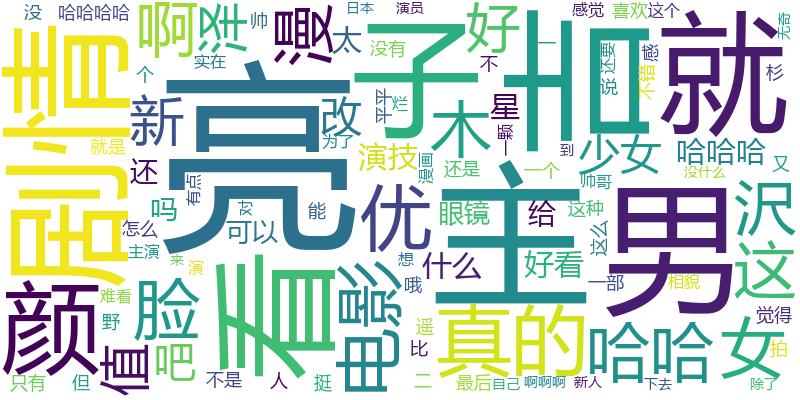 没
哈哈哈哈
啊
泽
帅
漫
日本
太
演员
没有
好
子
不
一
感觉
喜欢
这个
无奇
就
感
说
还要
不错
杉
吉
剧情
个
实在
新
亮
改
平平
烂
木
星
一颗
到
少女
哈哈哈
又
就是
还
有点
为了
演技
漫画
还是
一个
帅哥
没什么
吗
对
能
优
眼镜
主
给
这种
男
沢
怎么
可以
这么
主演
来
演
看
电影
想
哦
什么
好看
一部
相貌
这
颜
难看
野
脸
值
吧
遥
比
真的
哈哈
女
觉得
拍
只有
但
不是
人
挺
二
最后
自己
啊啊啊
新人
下去
除了